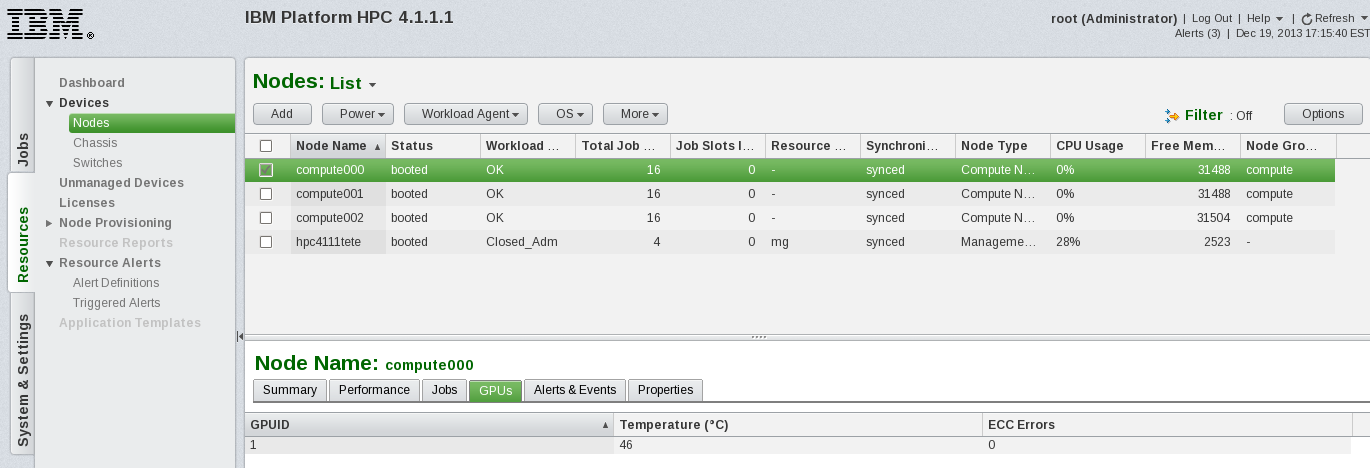 IBM
IBM Platform HPC 4.1.1.1
root (Administrator) | Log Out | Help | Refresh
Alerts (3) | Dec 19, 2013 17:15:40 EST
Jobs
Resources
System & Settings
Dashboard
Devices
Nodes
Chassis
Switches
Unmanaged Devices
Licenses
Node Provisioning
Resource Reports
Resource Alerts
Alert Definitions
Triggered Alerts
Application Templates
Nodes: List
Add Power Workload Agent OS More Filter : Off Options
Node Name Status Workload ... Total Job ... Job Slots I... Resource ... Synchroni... Node Type CPU Usage Free Mem... Node Gro...
compute000 booted OK 16 0 - synced Compute N... 0% 31488 compute
compute001 booted OK 16 0 - synced Compute N... 0% 31488 compute
compute002 booted OK 16 0 - synced Compute N... 0% 31504 compute
hpc4111tete booted Closed_Adm 4 0 mg synced Manageme... 28% 2523 -
Node Name: compute000
Summary Performance Jobs GPUs Alerts & Events Properties
GPUID Temperature (°C) ECC Errors
1 46 0